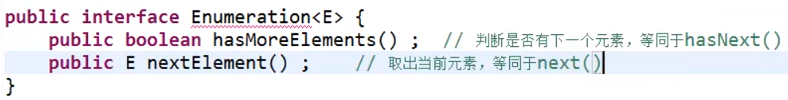 public interface Enumeration<E> {
    public boolean hasMoreElements() ;  // 判断是否有下一个元素，等同于hasNext()
    public E nextElement() ;    // 取出当前元素，等同于next()
}